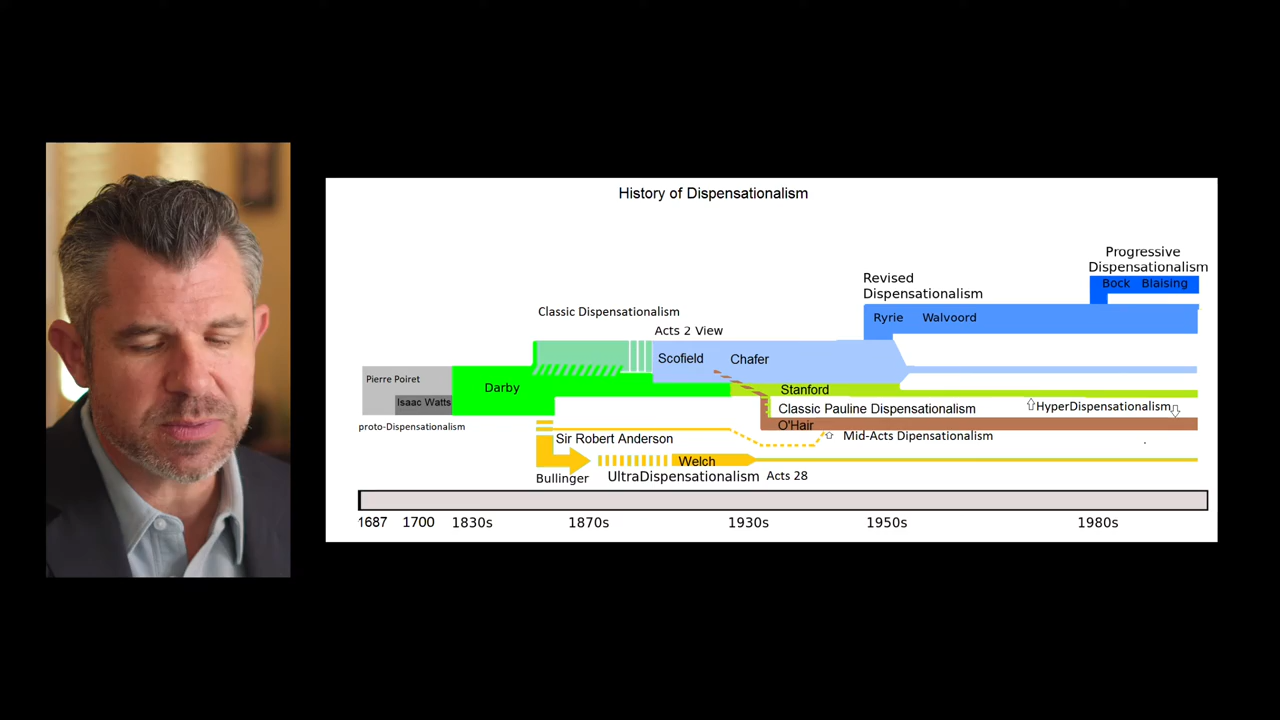 History of Dispensationalism
Progressive
Dispensationalism
Bock Blaising
Revised
Dispensationalism
Ryrie Walvoord
Classic Dispensationalism
Acts 2 View
Scofield Chafer
Pierre Poiret
Isaac Watts
Darby
Stanford
Classic Pauline Dispensationalism
HyperDispensationalism
proto-Dispensationalism
O'Hair
Mid-Acts Dipensationalism
Sir Robert Anderson
Welch
Bullinger
UltraDispensationalism Acts 28
1687 1700 1830s 1870s 1930s 1950s 1980s